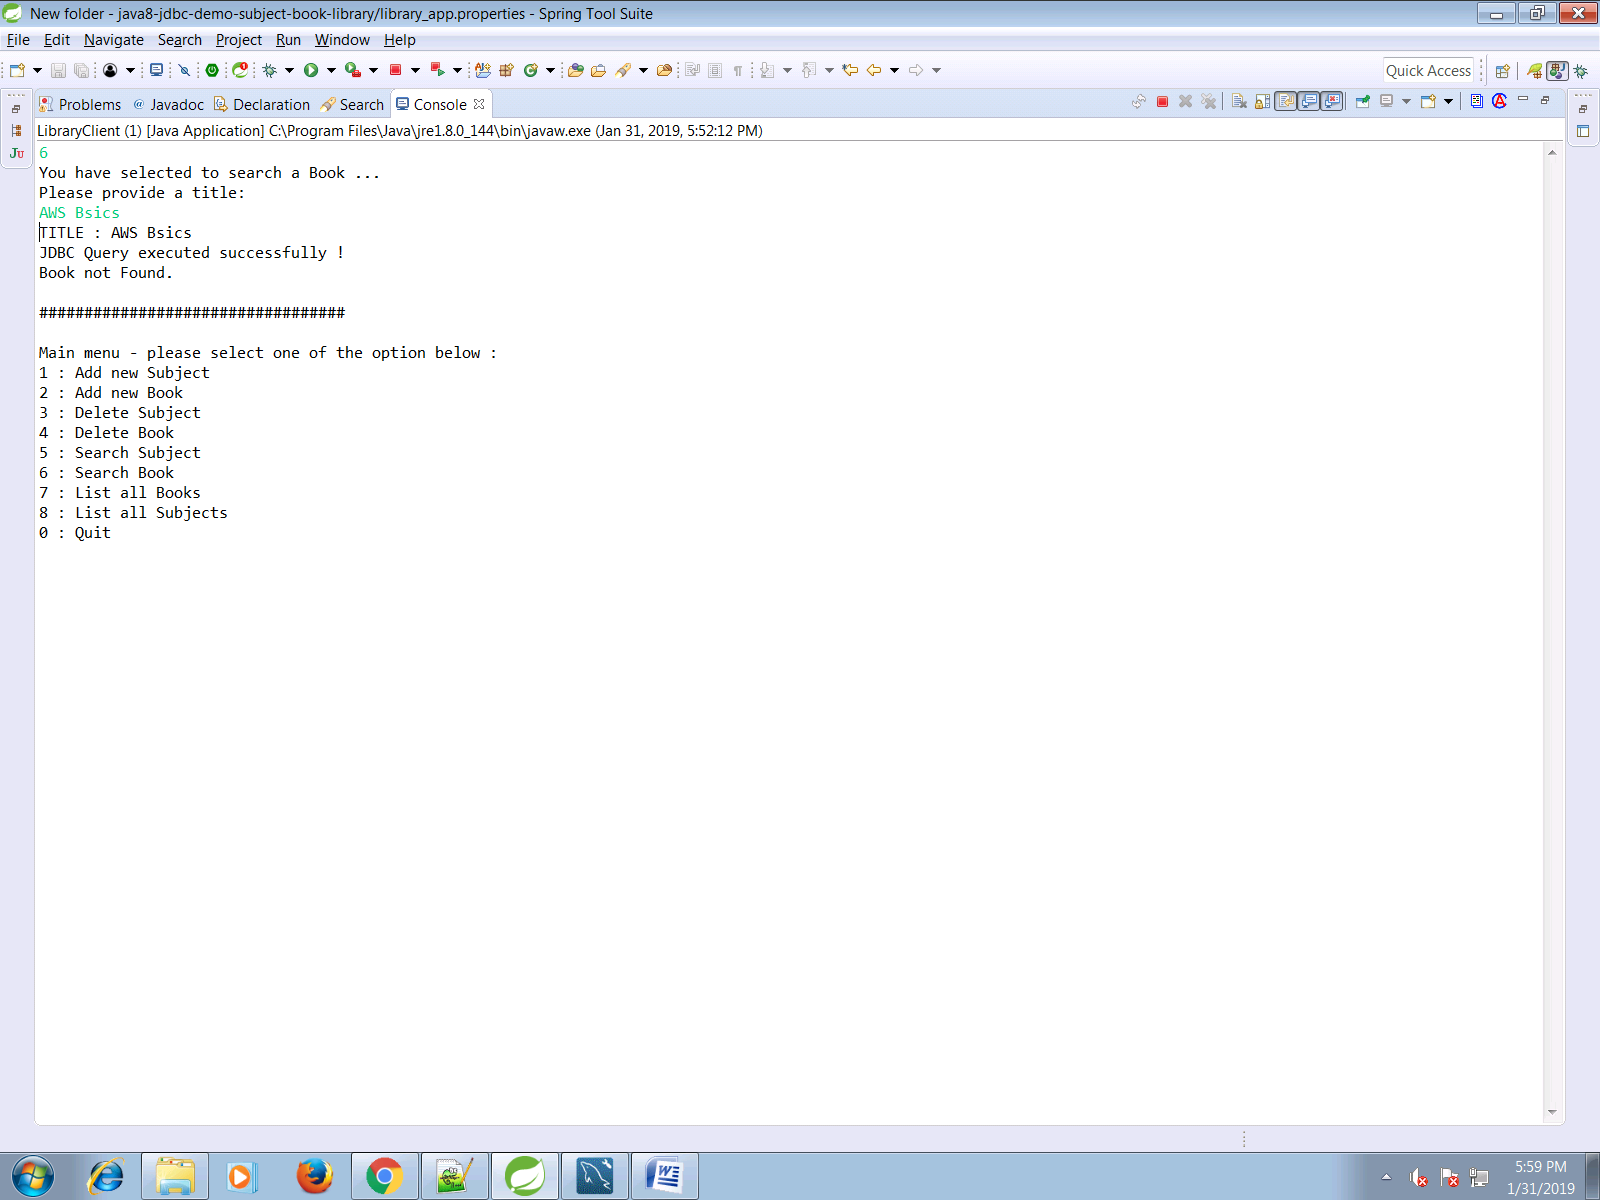 New folder - java8-jdbc-demo-subject-book-library/library_app.properties - Spring Tool Suite
File Edit Navigate Search Project Run Window Help
Quick Access
Problems @ Javadoc Declaration Search Console
LibraryClient (1) [Java Application] C:\Program Files\Java\jre1.8.0_144\bin\javaw.exe (Jan 31, 2019, 5:52:12 PM)
6
You have selected to search a Book ...
Please provide a title:
AWS Bsics
TITLE : AWS Bsics
JDBC Query executed successfully !
Book not Found.
##################################
Main menu - please select one of the option below :
1 : Add new Subject
2 : Add new Book
3 : Delete Subject
4 : Delete Book
5 : Search Subject
6 : Search Book
7 : List all Books
8 : List all Subjects
0 : Quit
5:59 PM
1/31/2019